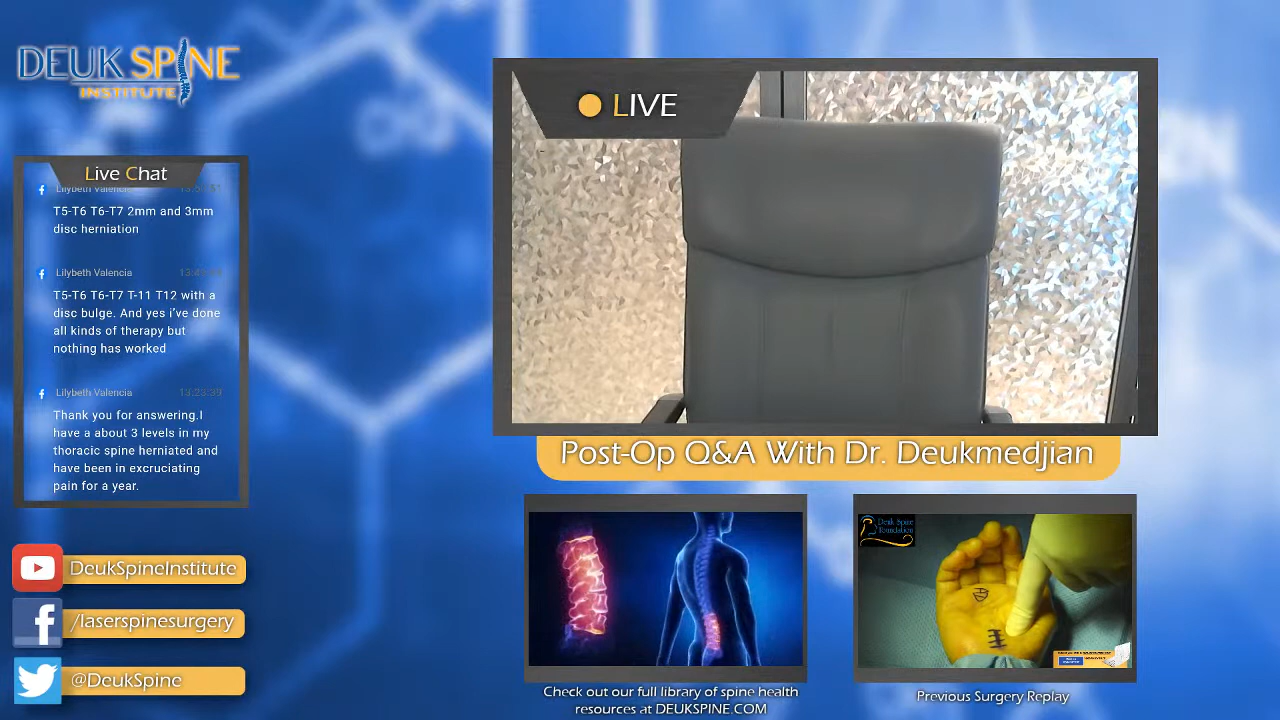 DEUK SPINE
INSTITUTE
Live Chat
Lilybeth Valencia
T5-T6 T6-T7 2mm and 3mm
disc herniation
Lilybeth Valencia
T5-T6 T6-T7 T-11 T12 with a
disc bulge. And yes i've done
all kinds of therapy but
nothing has worked
Lilybeth Valencia 13:23:39
Thank you for answering.I
have a about 3 levels in my
thoracic spine herniated and
have been in excruciating
pain for a year.
DeukSpineInstitute
/laserspinesurgery
@DeukSpine
LIVE
Post-Op Q&A With Dr. Deukmedjian
Check out our full library of spine health
resources at DEUKSPINE.COM
Deuk Spine
Foundation
Previous Surgery Replay